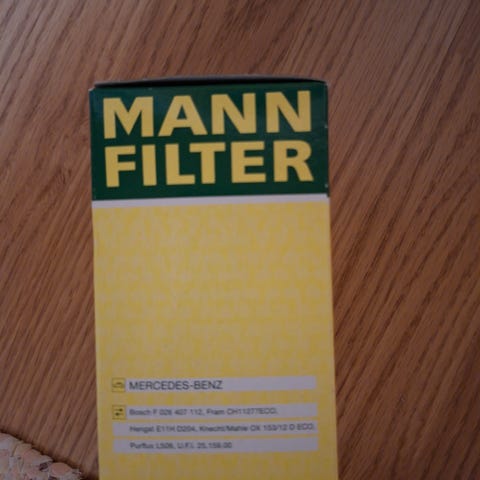 MANN
FILTER
MERCEDES-BENZ
Bosch F 026 407 112, Fram CH11277ECO,
Hengst E11H D204, Knecht/Mahle OX 153/12 D ECO,
Purflux L509, U.F.I. 25.159.00